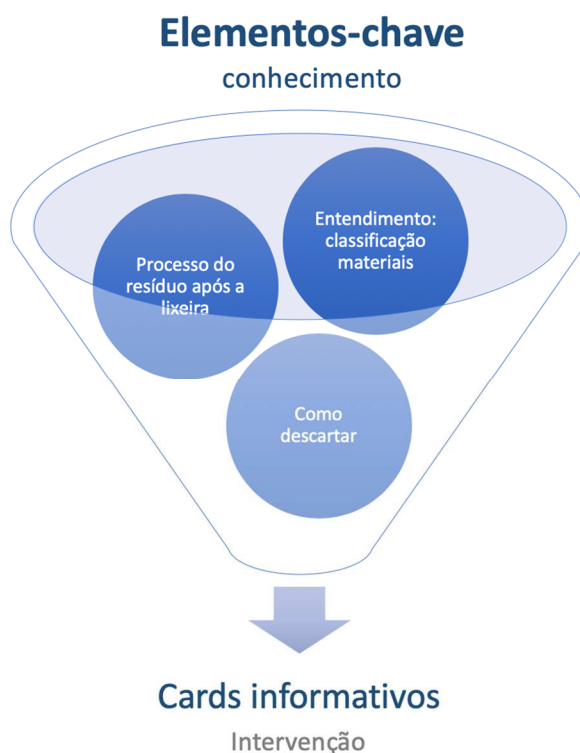 Elementos-chave
conhecimento
Entendimento:
classificação
materiais
Processo do
resíduo após a
lixeira
Como
descartar
Cards informativos
Intervenção